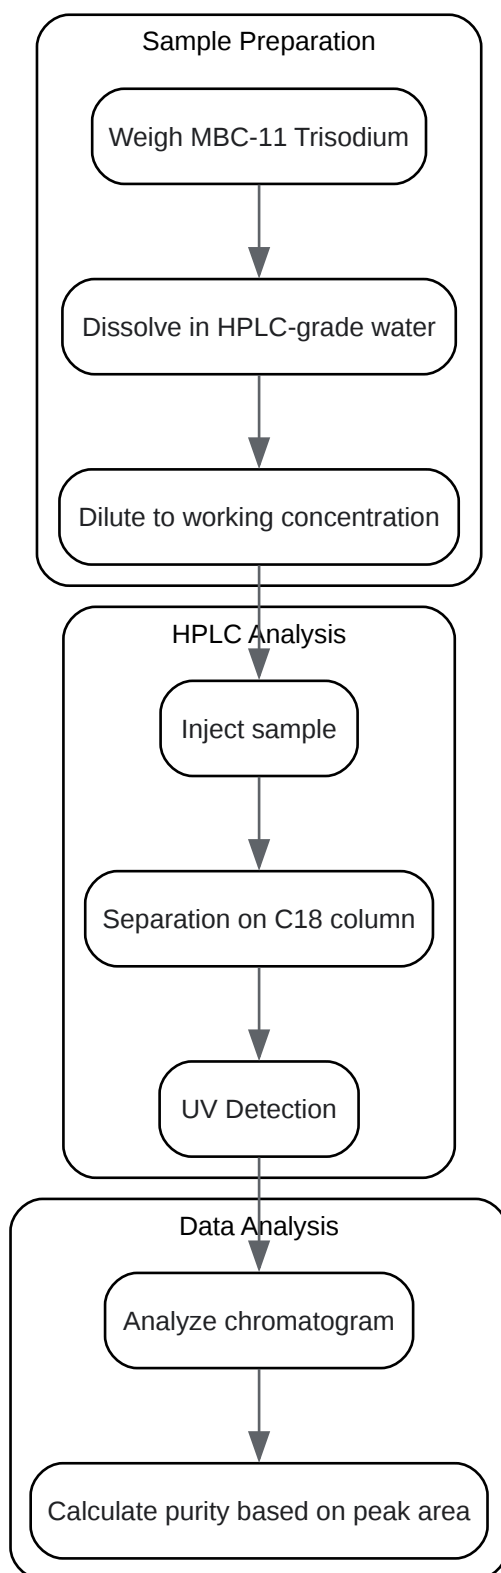 Sample Preparation
Weigh MBC-11 Trisodium
Dissolve in HPLC-grade water
Dilute to working concentration
HPLC Analysis
Inject sample
Separation on C18 column
UV Detection
Data Analysis
Analyze chromatogram
Calculate purity based on peak area